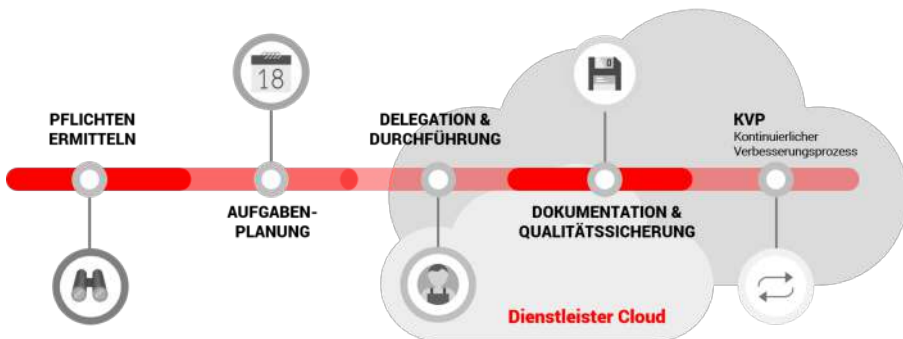 PFLICHTEN
ERMITTELN
18
AUFGABEN-
PLANUNG
DELEGATION &
DURCHFÜHRUNG
DOKUMENTATION &
QUALITÄTSSICHERUNG
KVP
Kontinuierlicher
Verbesserungsprozess
Dienstleister Cloud